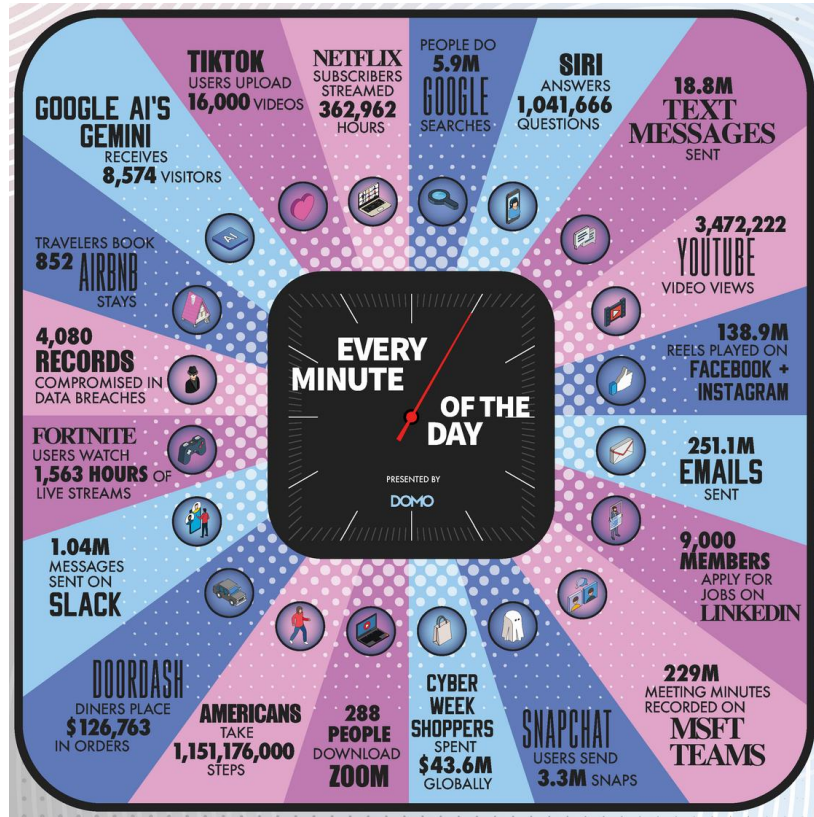 EVERY
MINUTE
OF THE
DAY
PRESENTED BY
DOMO
PEOPLE DO
5.9M
GOOGLE
SEARCHES
SIRI
ANSWERS
1,041,666
QUESTIONS
18.8M
TEXT
MESSAGES
SENT
3,472,222
YOUTUBE
VIDEO VIEWS
138.9M
REELS PLAYED ON
FACEBOOK +
INSTAGRAM
251.1M
EMAILS
SENT
9,000
MEMBERS
APPLY FOR
JOBS ON
LINKEDIN
229M
MEETING MINUTES
RECORDED ON
MSFT
TEAMS
SNAPCHAT
USERS SEND
3.3M SNAPS
CYBER
WEEK
SHOPPERS
SPENT
$43.6M
GLOBALLY
288
PEOPLE
DOWNLOAD
ZOOM
AMERICANS
TAKE
1,151,176,000
STEPS
DOORDASH
DINERS PLACE
$126,763
IN ORDERS
1.04M
MESSAGES
SENT ON
SLACK
FORTNITE
USERS WATCH
1,563 HOURS OF
LIVE STREAMS
4,080
RECORDS
COMPROMISED IN
DATA BREACHES
TRAVELERS BOOK
852 AIRBNB
STAYS
GOOGLE AI'S
GEMINI
RECEIVES
8,574 VISITORS
AI
TIKTOK
USERS UPLOAD
16,000 VIDEOS
NETFLIX
SUBSCRIBERS
STREAMED
362,962
HOURS